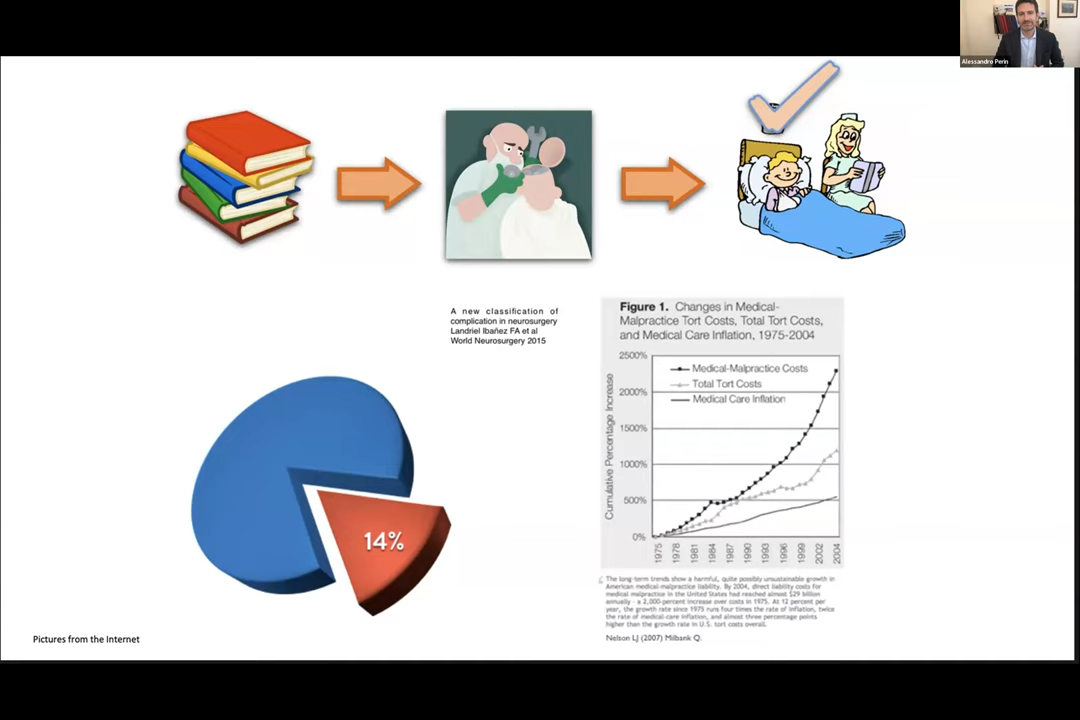 Alessandro Perin
A new classification of
complication in neurosurgery
Landriel Ibañez FA et al
World Neurosurgery 2015
Figure 1. Changes in Medical-
Malpractice Tort Costs, Total Tort Costs,
and Medical Care Inflation, 1975-2004
Cumulative Percentage Increase
2500%
2000%
1500%
1000%
500%
0%
Medical-Malpractice Costs
Total Tort Costs
Medical Care Inflation
1975
1978
1981
1984
1987
1990
1993
1996
1999
2002
2004
14%
The long-term trends show a harmful, quite possibly unsustainable growth in
American medical-malpractice liability. By 2004, direct liability costs for
medical malpractice in the United States had reached almost $29 billion
annually - a 2,000-percent increase over costs in 1975. At 12 percent per
year, the growth rate since 1975 runs four times the rate of inflation, twice
the rate of medical-care inflation, and almost three percentage points
higher than the growth rate in U.S. tort costs overall.
Nelson LJ (2007) Milbank Q.
Pictures from the Internet